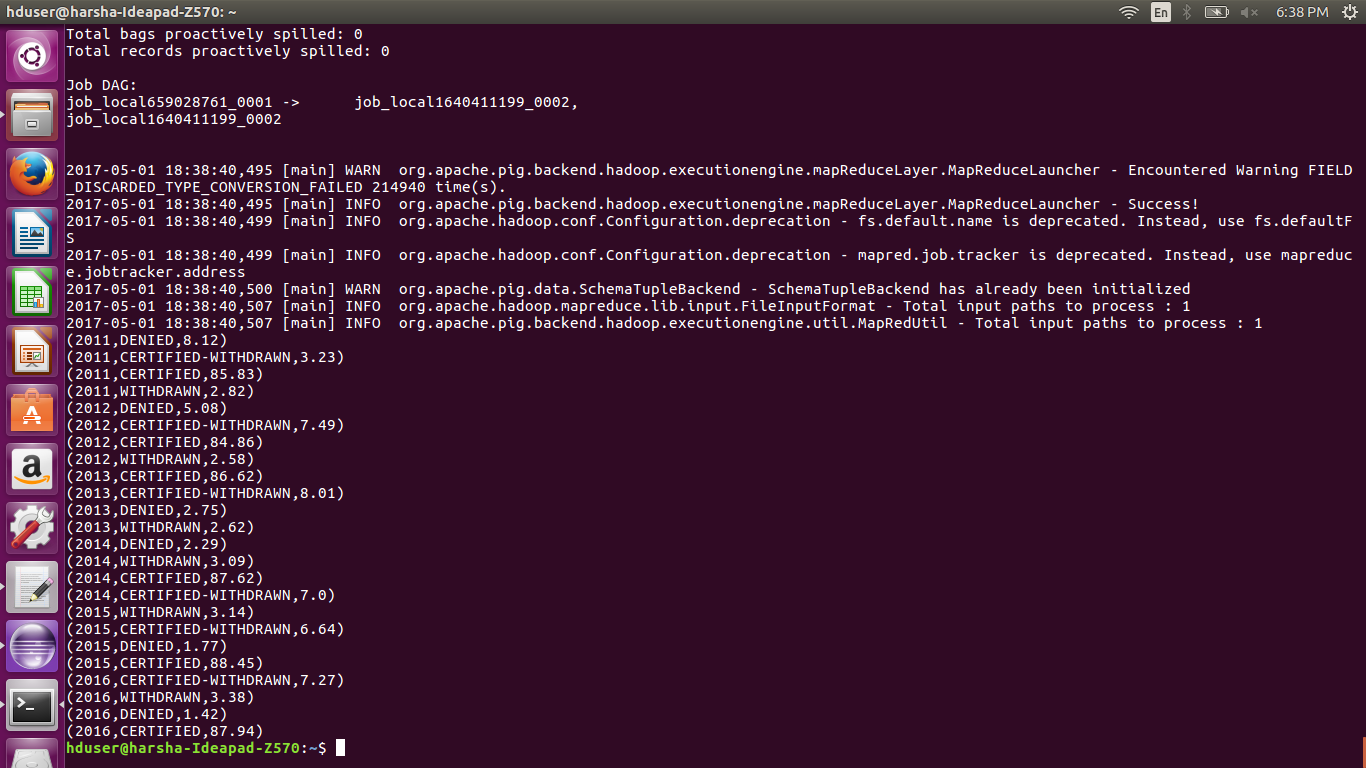 hduser@harsha-Ideapad-Z570: ~
En
6:38 PM
Total bags proactively spilled: 0
Total records proactively spilled: 0
Job DAG:
job_local659028761_0001 ->      job_local1640411199_0002,
job_local1640411199_0002
2017-05-01 18:38:40,495 [main] WARN  org.apache.pig.backend.hadoop.executionengine.mapReduceLayer.MapReduceLauncher - Encountered Warning FIELD
_DISCARDED_TYPE_CONVERSION_FAILED 214940 time(s).
2017-05-01 18:38:40,495 [main] INFO  org.apache.pig.backend.hadoop.executionengine.mapReduceLayer.MapReduceLauncher - Success!
2017-05-01 18:38:40,499 [main] INFO  org.apache.hadoop.conf.Configuration.deprecation - fs.default.name is deprecated. Instead, use fs.defaultF
S
2017-05-01 18:38:40,499 [main] INFO  org.apache.hadoop.conf.Configuration.deprecation - mapred.job.tracker is deprecated. Instead, use mapreduc
e.jobtracker.address
2017-05-01 18:38:40,500 [main] WARN  org.apache.pig.data.SchemaTupleBackend - SchemaTupleBackend has already been initialized
2017-05-01 18:38:40,507 [main] INFO  org.apache.hadoop.mapreduce.lib.input.FileInputFormat - Total input paths to process : 1
2017-05-01 18:38:40,507 [main] INFO  org.apache.pig.backend.hadoop.executionengine.util.MapRedUtil - Total input paths to process : 1
(2011,DENIED,8.12)
(2011,CERTIFIED-WITHDRAWN,3.23)
(2011,CERTIFIED,85.83)
(2011,WITHDRAWN,2.82)
(2012,DENIED,5.08)
(2012,CERTIFIED-WITHDRAWN,7.49)
(2012,CERTIFIED,84.86)
(2012,WITHDRAWN,2.58)
(2013,CERTIFIED,86.62)
(2013,CERTIFIED-WITHDRAWN,8.01)
(2013,DENIED,2.75)
(2013,WITHDRAWN,2.62)
(2014,DENIED,2.29)
(2014,WITHDRAWN,3.09)
(2014,CERTIFIED,87.62)
(2014,CERTIFIED-WITHDRAWN,7.0)
(2015,WITHDRAWN,3.14)
(2015,CERTIFIED-WITHDRAWN,6.64)
(2015,DENIED,1.77)
(2015,CERTIFIED,88.45)
(2016,CERTIFIED-WITHDRAWN,7.27)
(2016,WITHDRAWN,3.38)
(2016,DENIED,1.42)
(2016,CERTIFIED,87.94)
hduser@harsha-Ideapad-Z570:~$